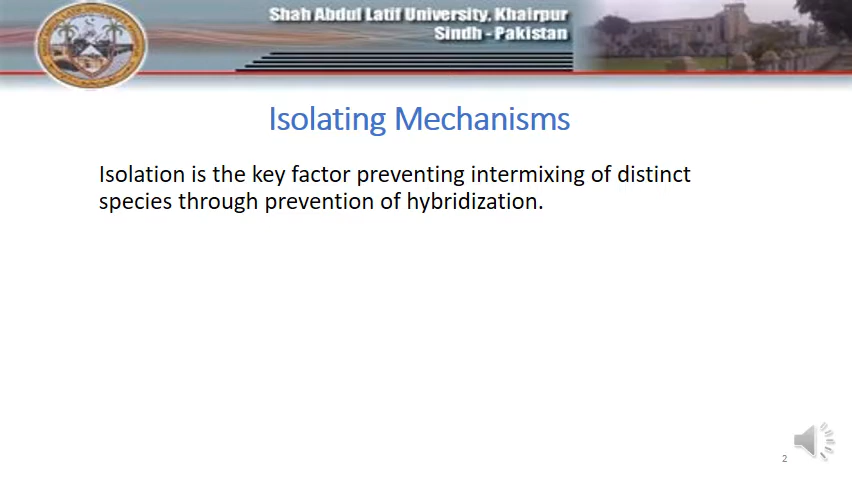 Shah Abdul Latif University, Khairpur
Sindh - Pakistan
Isolating Mechanisms
Isolation is the key factor preventing intermixing of distinct
species through prevention of hybridization.
2